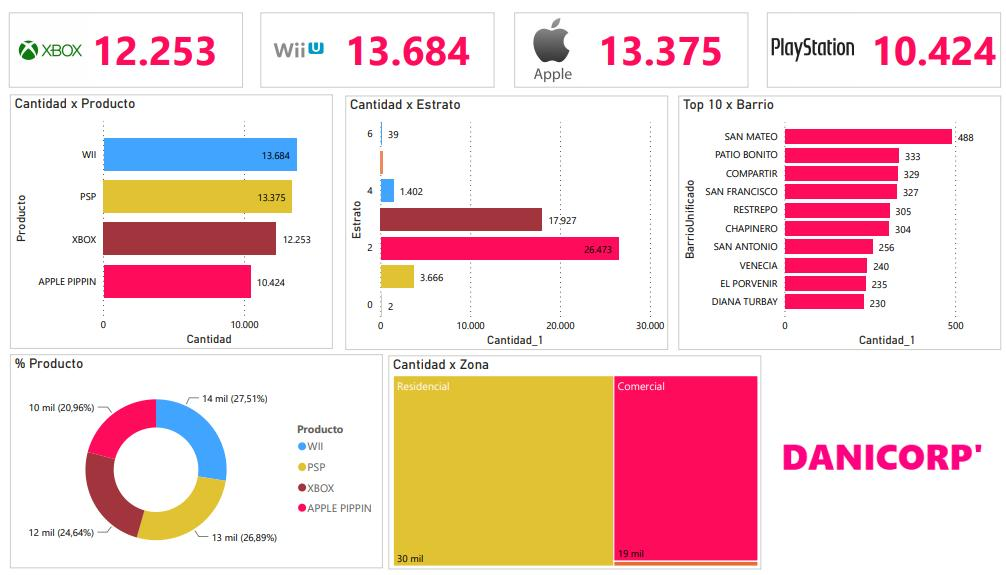 XBOX 12.253
WiiU 13.684
Apple 13.375
PlayStation 10.424
Cantidad x Producto
Producto
WII 13.684
PSP 13.375
XBOX 12.253
APPLE PIPPIN 10.424
0 10.000
Cantidad
Cantidad x Estrato
Estrato
6 39
4 1.402
17.927
2 26.473
3.666
0 2
0 10.000 20.000 30.000
Cantidad_1
Top 10 x Barrio
BarrioUnificado
SAN MATEO 488
PATIO BONITO 333
COMPARTIR 329
SAN FRANCISCO 327
RESTREPO 305
CHAPINERO 304
SAN ANTONIO 256
VENECIA 240
EL PORVENIR 235
DIANA TURBAY 230
0 500
Cantidad_1
% Producto
14 mil (27,51%)
13 mil (26,89%)
12 mil (24,64%)
10 mil (20,96%)
Producto
WII
PSP
XBOX
APPLE PIPPIN
Cantidad x Zona
Residencial
30 mil
Comercial
19 mil
DANICORP'